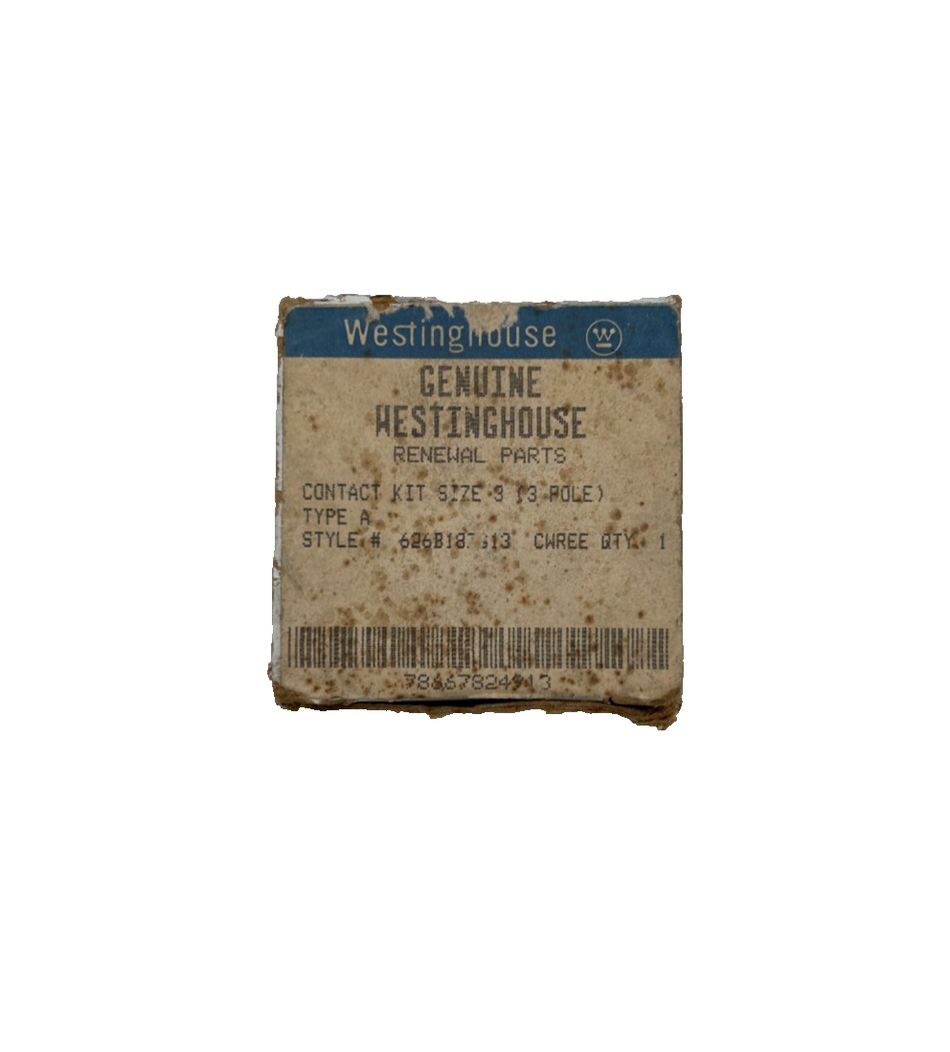 Westinghouse W
GENUINE
WESTINGHOUSE
RENEWAL PARTS
CONTACT KIT SIZE 3 (3 POLE)
TYPE A
STYLE # CWREE QTY. 1